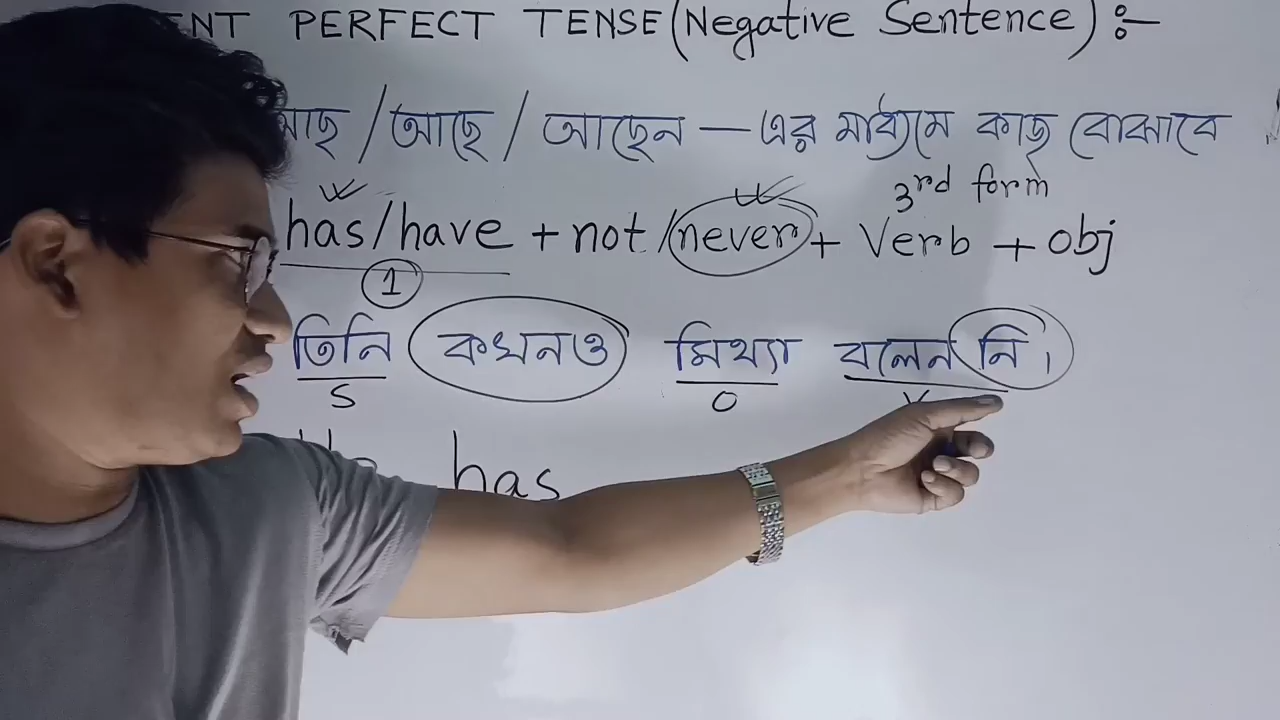 ENT PERFECT TENSE (Negative Sentence) :-
আছ / আছে / আছেন — এর মাধ্যমে কাজ বোঝাবে
3rd form
has/have + not / never + Verb + obj
1
তিনি কখনও মিথ্যা বলেন নি।
S O V
He has